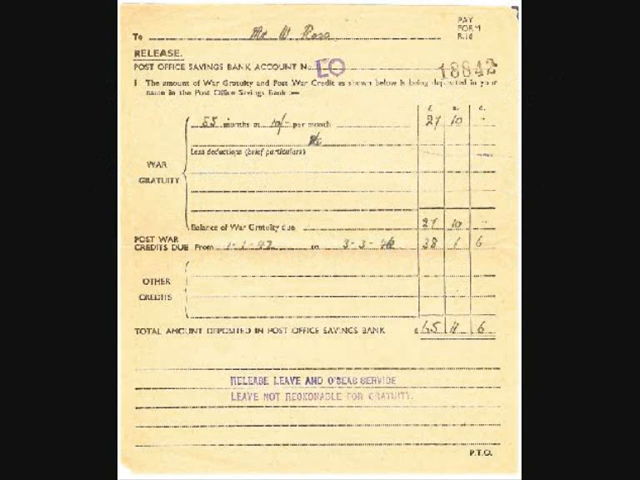 PAY
FORM
R.16
To Mr W. Ross
RELEASE.
POST OFFICE SAVINGS BANK ACCOUNT No. EO 18842
1 The amount of War Gratuity and Post War Credit as shown below is being deposited in your
name in the Post Office Savings Bank :—
£. s. d.
55 months at 10/- per month 27 10 -
Less deductions (brief particulars)
WAR
GRATUITY
Balance of War Gratuity due 27 10 -
POST WAR
CREDITS DUE From 1-1-42 to 3-3-46 38 1 6
OTHER
CREDITS
TOTAL AMOUNT DEPOSITED IN POST OFFICE SAVINGS BANK £65 11 6
RELEASE LEAVE AND O'SEAS SERVICE
LEAVE NOT RECKONABLE FOR GRATUITY.
P.T.O.